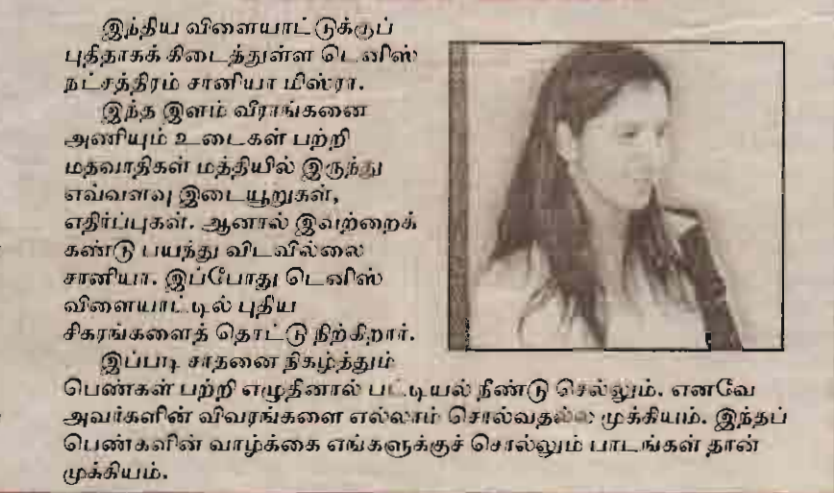 இந்திய விளையாட்டுக்குப்
புதிதாகக் கிடைத்துள்ள டெனிஸ்
நட்சத்திரம் சானியா மிஸ்ரா.
இந்த இளம் வீராங்கனை
அணியும் உடைகள் பற்றி
மதவாதிகள் மத்தியில் இருந்து
எவ்வளவு இடையூறுகள்,
எதிர்ப்புகள். ஆனால் இவற்றைக்
கண்டு பயந்து விடவில்லை
சானியா. இப்போது டெனிஸ்
விளையாட்டில் புதிய
சிகரங்களைத் தொட்டு நிற்கிறார்.
இப்படி சாதனை நிகழ்த்தும்
பெண்கள் பற்றி எழுதினால் பட்டியல் நீண்டு செல்லும். எனவே
அவர்களின் விவரங்களை எல்லாம் சொல்வதல்ல முக்கியம். இந்தப்
பெண்களின் வாழ்க்கை எங்களுக்குச் சொல்லும் பாடங்கள் தான்
முக்கியம்.